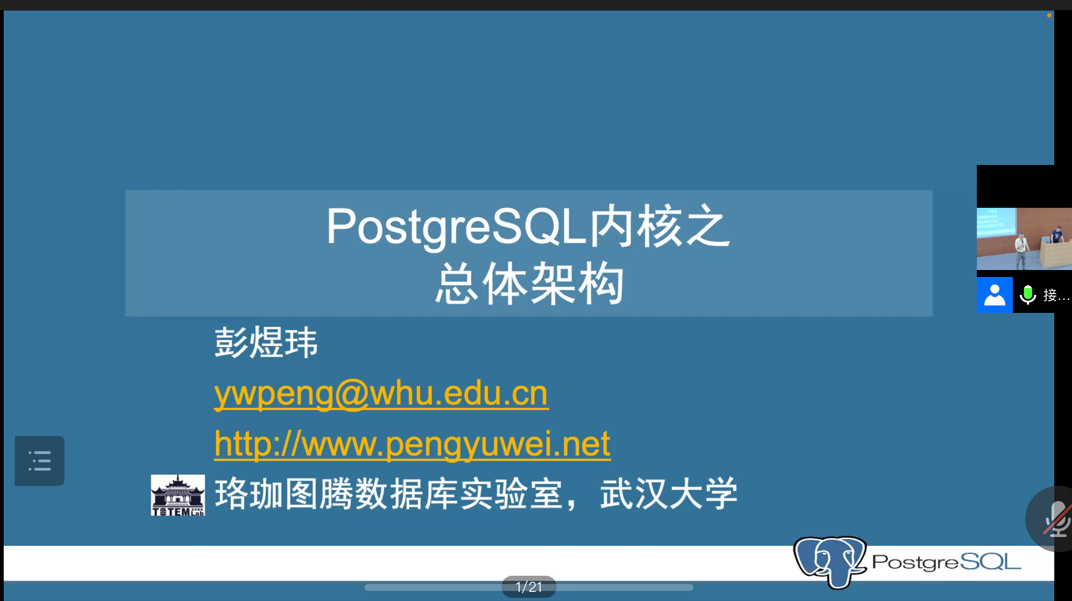 PostgreSQL内核之
总体架构
彭煜玮
ywpeng@whu.edu.cn
http://www.pengyuwei.net
TOTEM Lab
珞珈图腾数据库实验室，武汉大学
接...
PostgreSQL
1/21